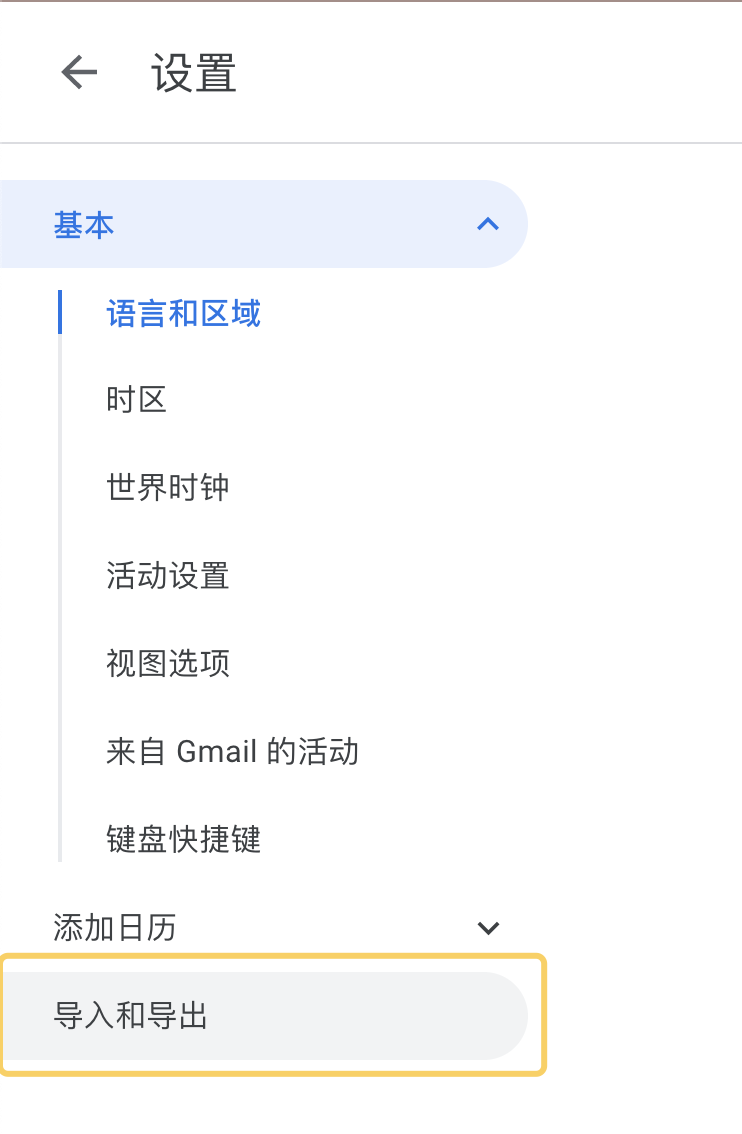 设置
基本
语言和区域
时区
世界时钟
活动设置
视图选项
来自 Gmail 的活动
键盘快捷键
添加日历
导入和导出